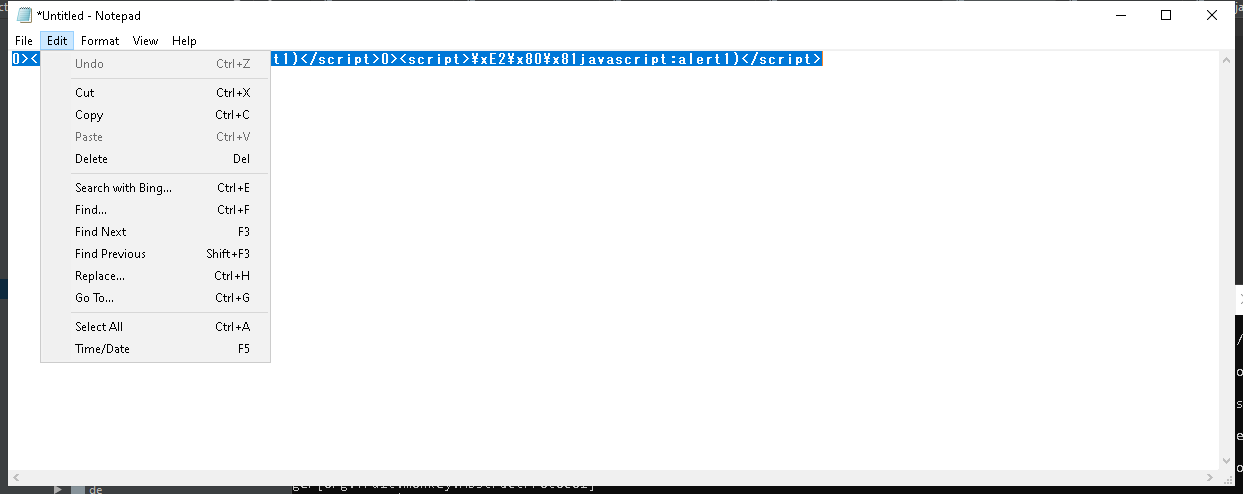 *Untitled - Notepad
File Edit Format View Help
0>< t1)</script>0><script>¥xE2¥x80¥x81javascript:alert1)</script>
Undo Ctrl+Z
Cut Ctrl+X
Copy Ctrl+C
Paste Ctrl+V
Delete Del
Search with Bing... Ctrl+E
Find... Ctrl+F
Find Next F3
Find Previous Shift+F3
Replace... Ctrl+H
Go To... Ctrl+G
Select All Ctrl+A
Time/Date F5
de